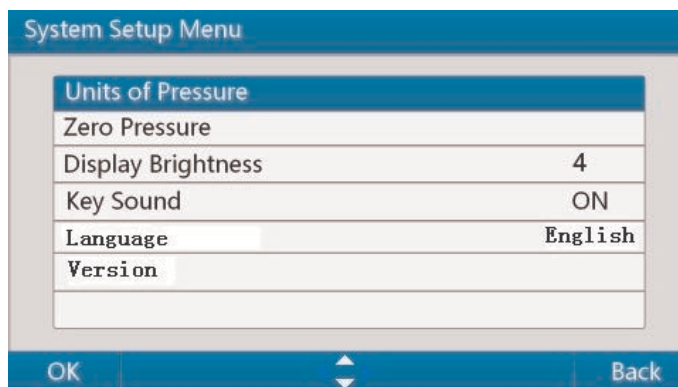 System Setup Menu
Units of Pressure
Zero Pressure
Display Brightness 4
Key Sound ON
Language English
Version
OK Back